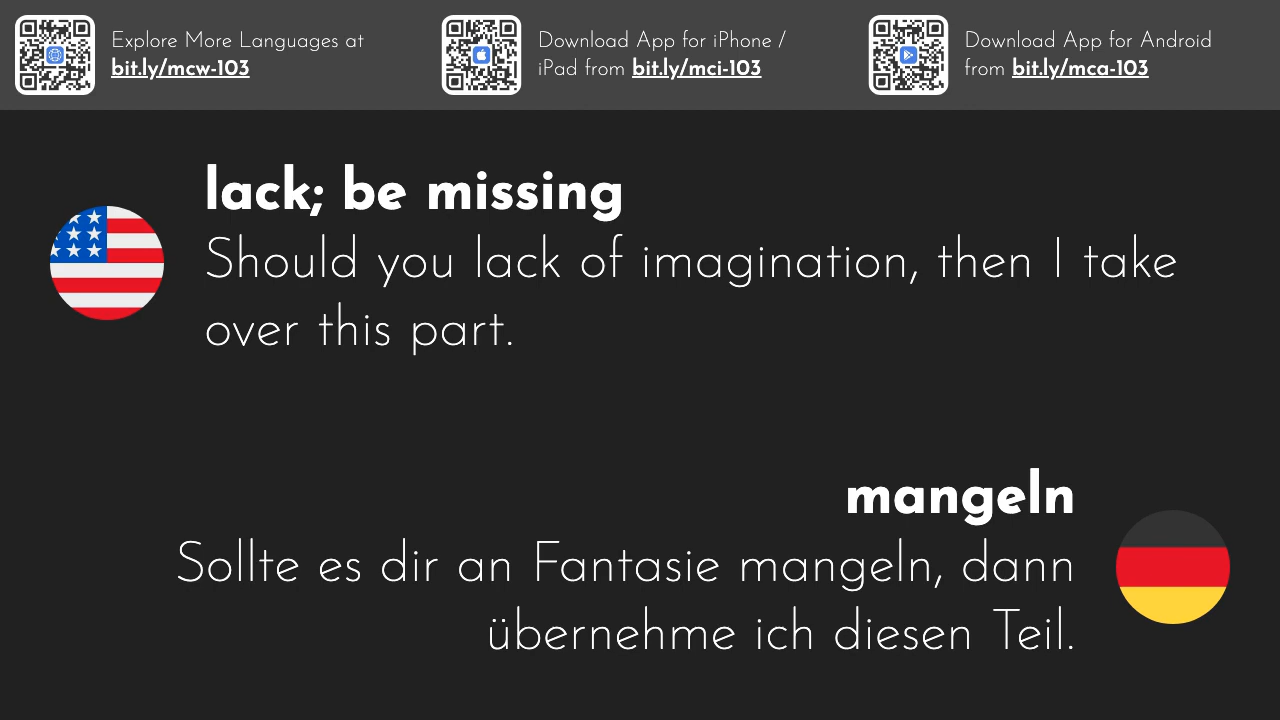 Explore More Languages at
bit.ly/mcw-103
Download App for iPhone /
iPad from bit.ly/mci-103
Download App for Android
from bit.ly/mca-103
lack; be missing
Should you lack of imagination, then I take
over this part.
mangeln
Sollte es dir an Fantasie mangeln, dann
übernehme ich diesen Teil.